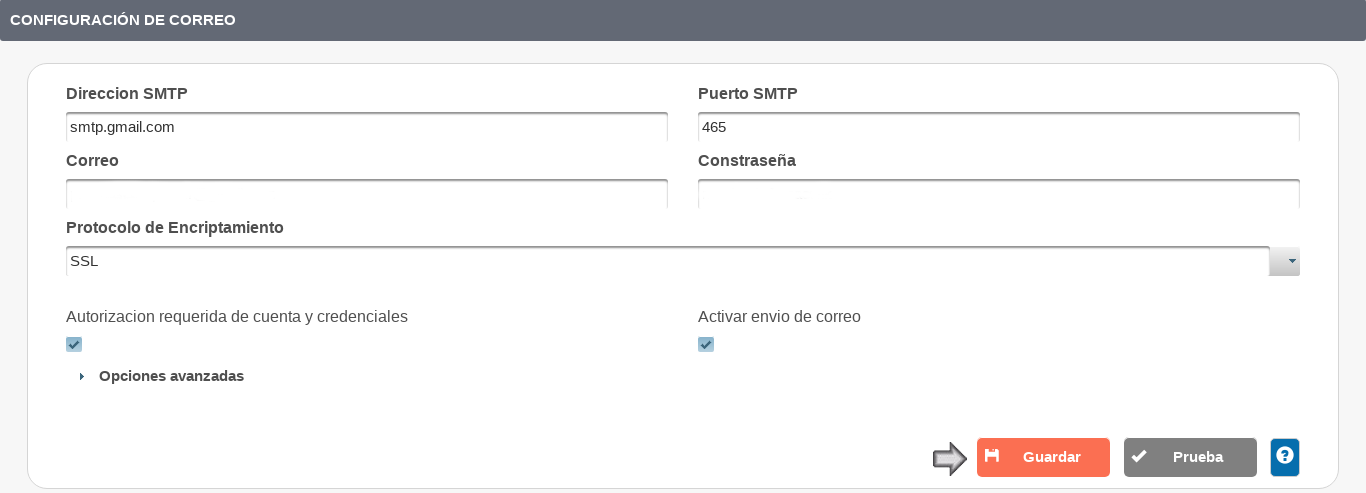 CONFIGURACIÓN DE CORREO
Direccion SMTP
Puerto SMTP
smtp.gmail.com
465
Correo
Constraseña
Protocolo de Encriptamiento
SSL
Autorizacion requerida de cuenta y credenciales
Activar envio de correo
Opciones avanzadas
Guardar
Prueba